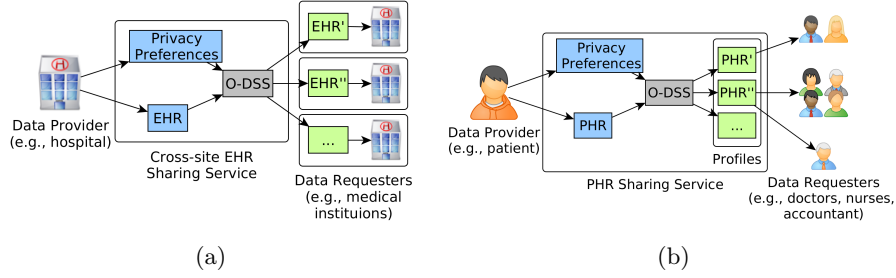 Privacy
Preferences
EHR
O-DSS
EHR'
EHR''
...
Data Provider
(e.g., hospital)
Cross-site EHR
Sharing Service
Data Requesters
(e.g., medical
instituions)
(a)
Privacy
Preferences
PHR
O-DSS
PHR'
PHR''
...
Profiles
Data Provider
(e.g., patient)
PHR Sharing Service
Data Requesters
(e.g., doctors, nurses,
accountant)
(b)